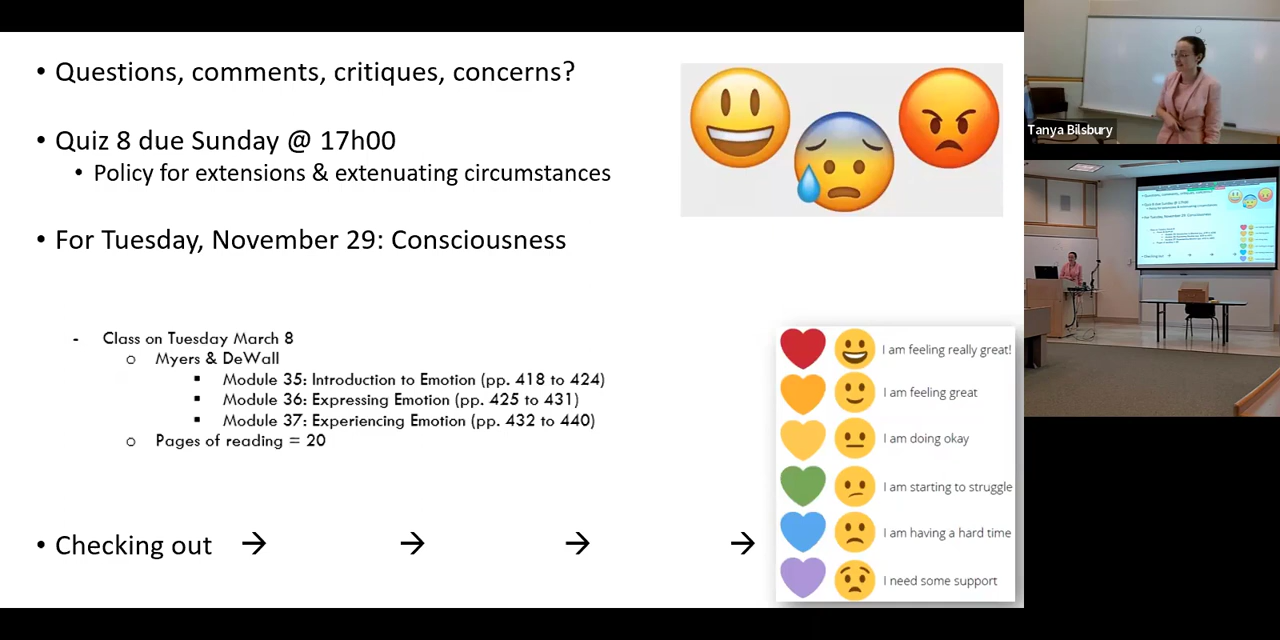 • Questions, comments, critiques, concerns?
• Quiz 8 due Sunday @ 17h00
• Policy for extensions & extenuating circumstances
• For Tuesday, November 29: Consciousness
- Class on Tuesday March 8
o Myers & DeWall
▪ Module 35: Introduction to Emotion (pp. 418 to 424)
▪ Module 36: Expressing Emotion (pp. 425 to 431)
▪ Module 37: Experiencing Emotion (pp. 432 to 440)
o Pages of reading = 20
• Checking out → → → →
I am feeling really great!
I am feeling great
I am doing okay
I am starting to struggle
I am having a hard time
I need some support
Tanya Bilsbury